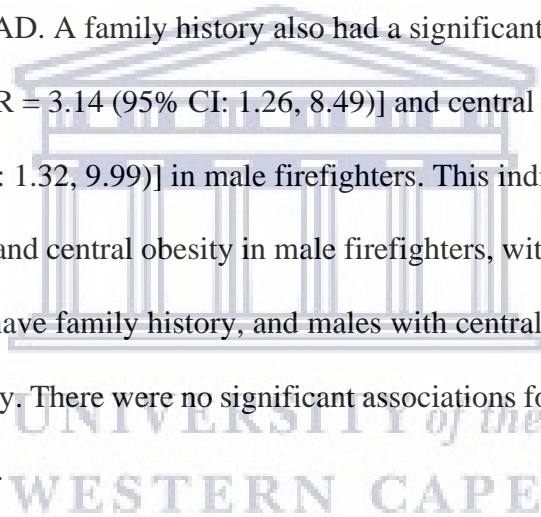 AD. A family history also had a significant
R = 3.14 (95% CI: 1.26, 8.49)] and central
: 1.32, 9.99)] in male firefighters. This indi
and central obesity in male firefighters, wit
have family history, and males with central
y. There were no significant associations fo
UNIVERSITY of the
WESTERN CAPE